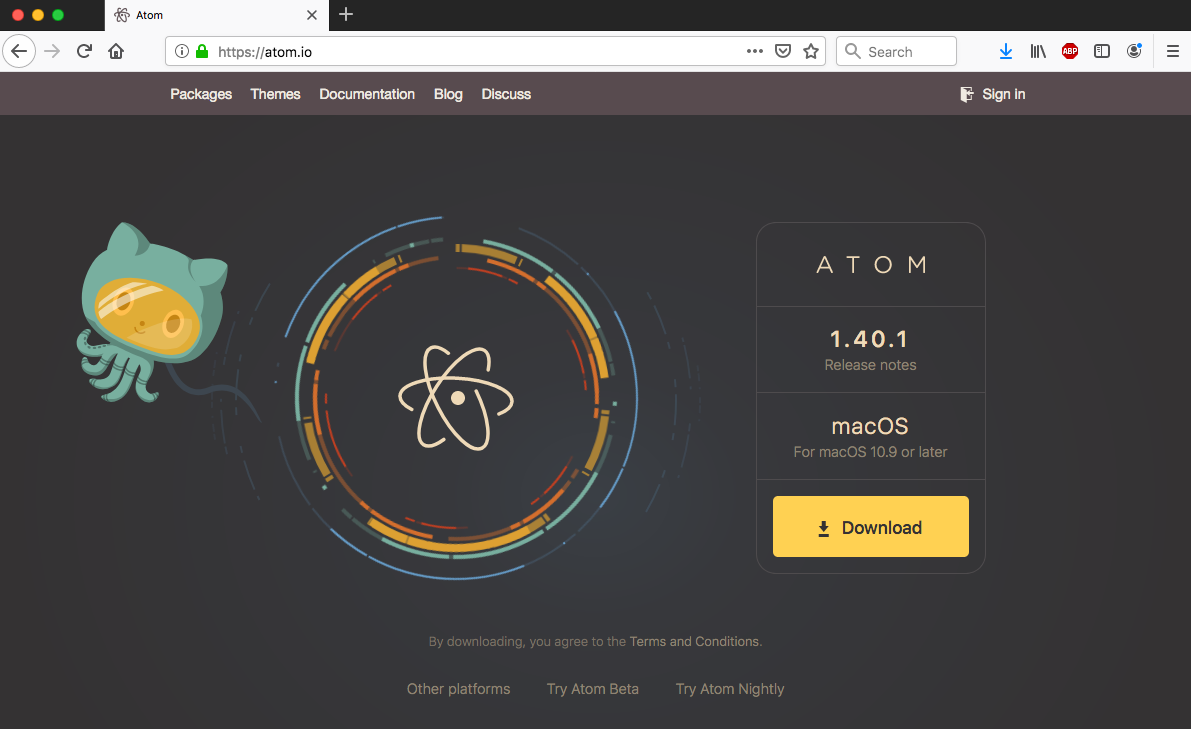 Atom
https://atom.io
Search
ABP
Packages Themes Documentation Blog Discuss Sign in
ATOM
1.40.1
Release notes
macOS
For macOS 10.9 or later
Download
By downloading, you agree to the Terms and Conditions.
Other platforms Try Atom Beta Try Atom Nightly